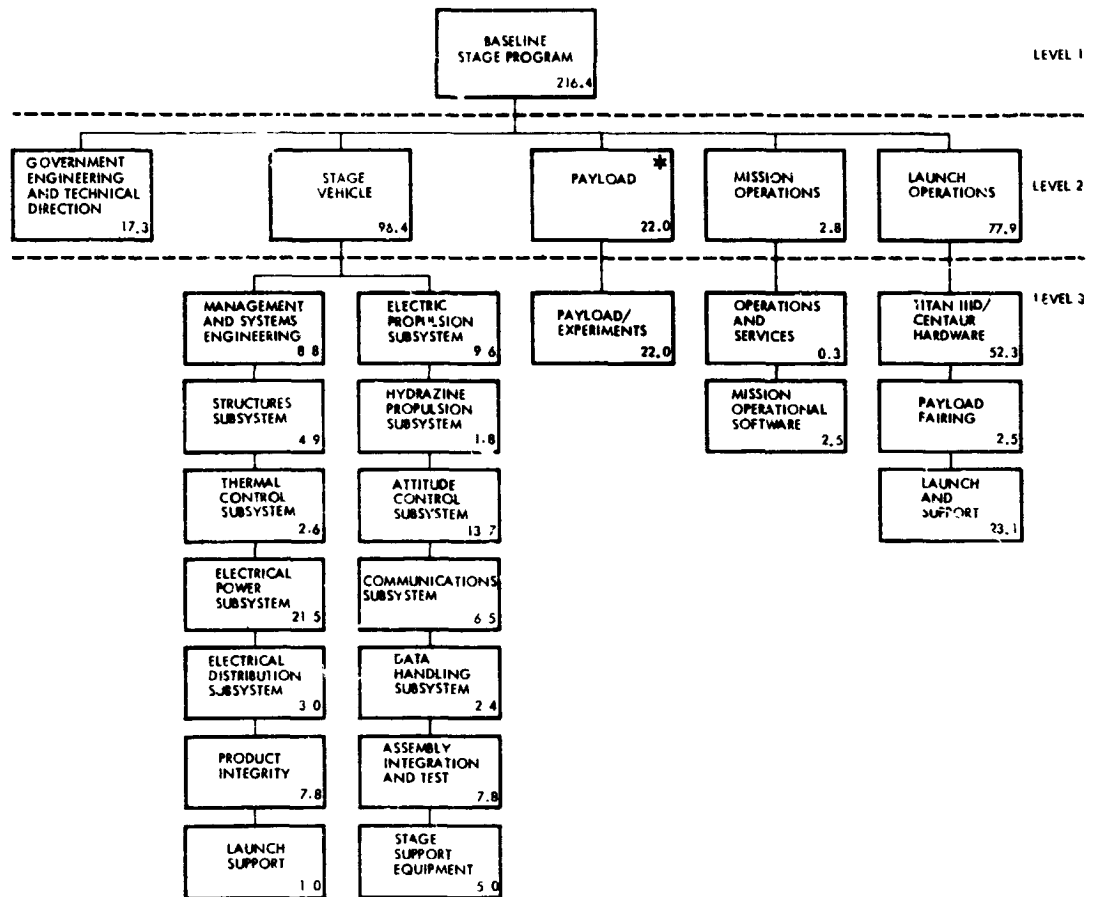 BASELINE
STAGE PROGRAM
216.4
LEVEL 1
GOVERNMENT
ENGINEERING
AND TECHNICAL
DIRECTION
17.3
STAGE
VEHICLE
96.4
PAYLOAD *
22.0
MISSION
OPERATIONS
2.8
LAUNCH
OPERATIONS
77.9
LEVEL 2
MANAGEMENT
AND SYSTEMS
ENGINEERING
8 8
ELECTRIC
PROPULSION
SUBSYSTEM
9 6
PAYLOAD/
EXPERIMENTS
22.0
OPERATIONS
AND
SERVICES
0.3
TITAN IIID/
CENTAUR
HARDWARE
52.3
LEVEL 3
STRUCTURES
SUBSYSTEM
4 9
HYDRAZINE
PROPULSION
SUBSYSTEM
1.8
MISSION
OPERATIONAL
SOFTWARE
2.5
PAYLOAD
FAIRING
2.5
THERMAL
CONTROL
SUBSYSTEM
2.6
ATTITUDE
CONTROL
SUBSYSTEM
13 7
LAUNCH
AND
SUPPORT
23.1
ELECTRICAL
POWER
SUBSYSTEM
21 5
COMMUNICATIONS
SUBSYSTEM
6 5
ELECTRICAL
DISTRIBUTION
SUBSYSTEM
3 0
DATA
HANDLING
SUBSYSTEM
2 4
PRODUCT
INTEGRITY
7.8
ASSEMBLY
INTEGRATION
AND TEST
7.8
LAUNCH
SUPPORT
1 0
STAGE
SUPPORT
EQUIPMENT
5 0